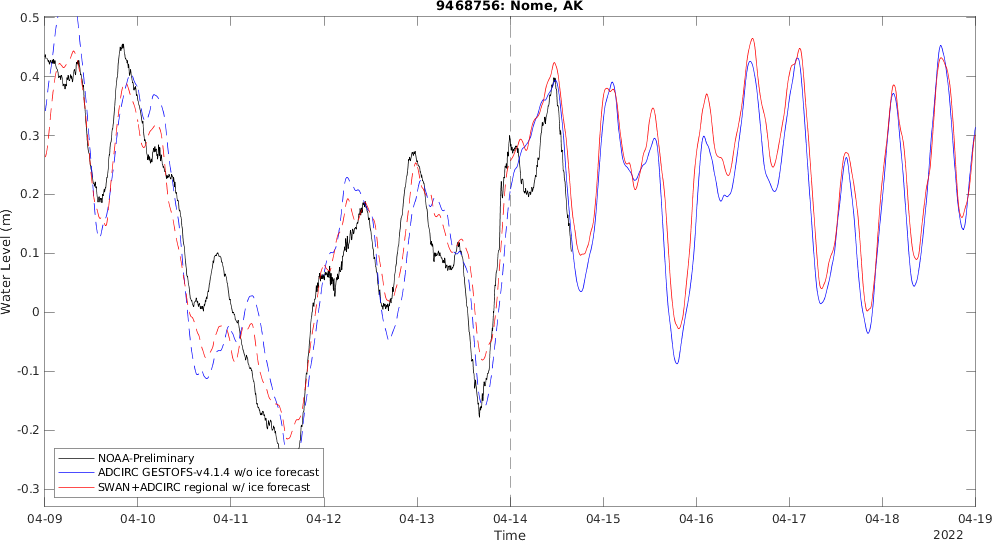 9468756: Nome, AK
0.5
0.4
0.3
0.2
0.1
0
-0.1
-0.2
-0.3
Water Level (m)
NOAA-Preliminary
ADCIRC GESTOFS-v4.1.4 w/o ice forecast
SWAN+ADCIRC regional w/ ice forecast
04-09 04-10 04-11 04-12 04-13 04-14 04-15 04-16 04-17 04-18 04-19
Time
2022